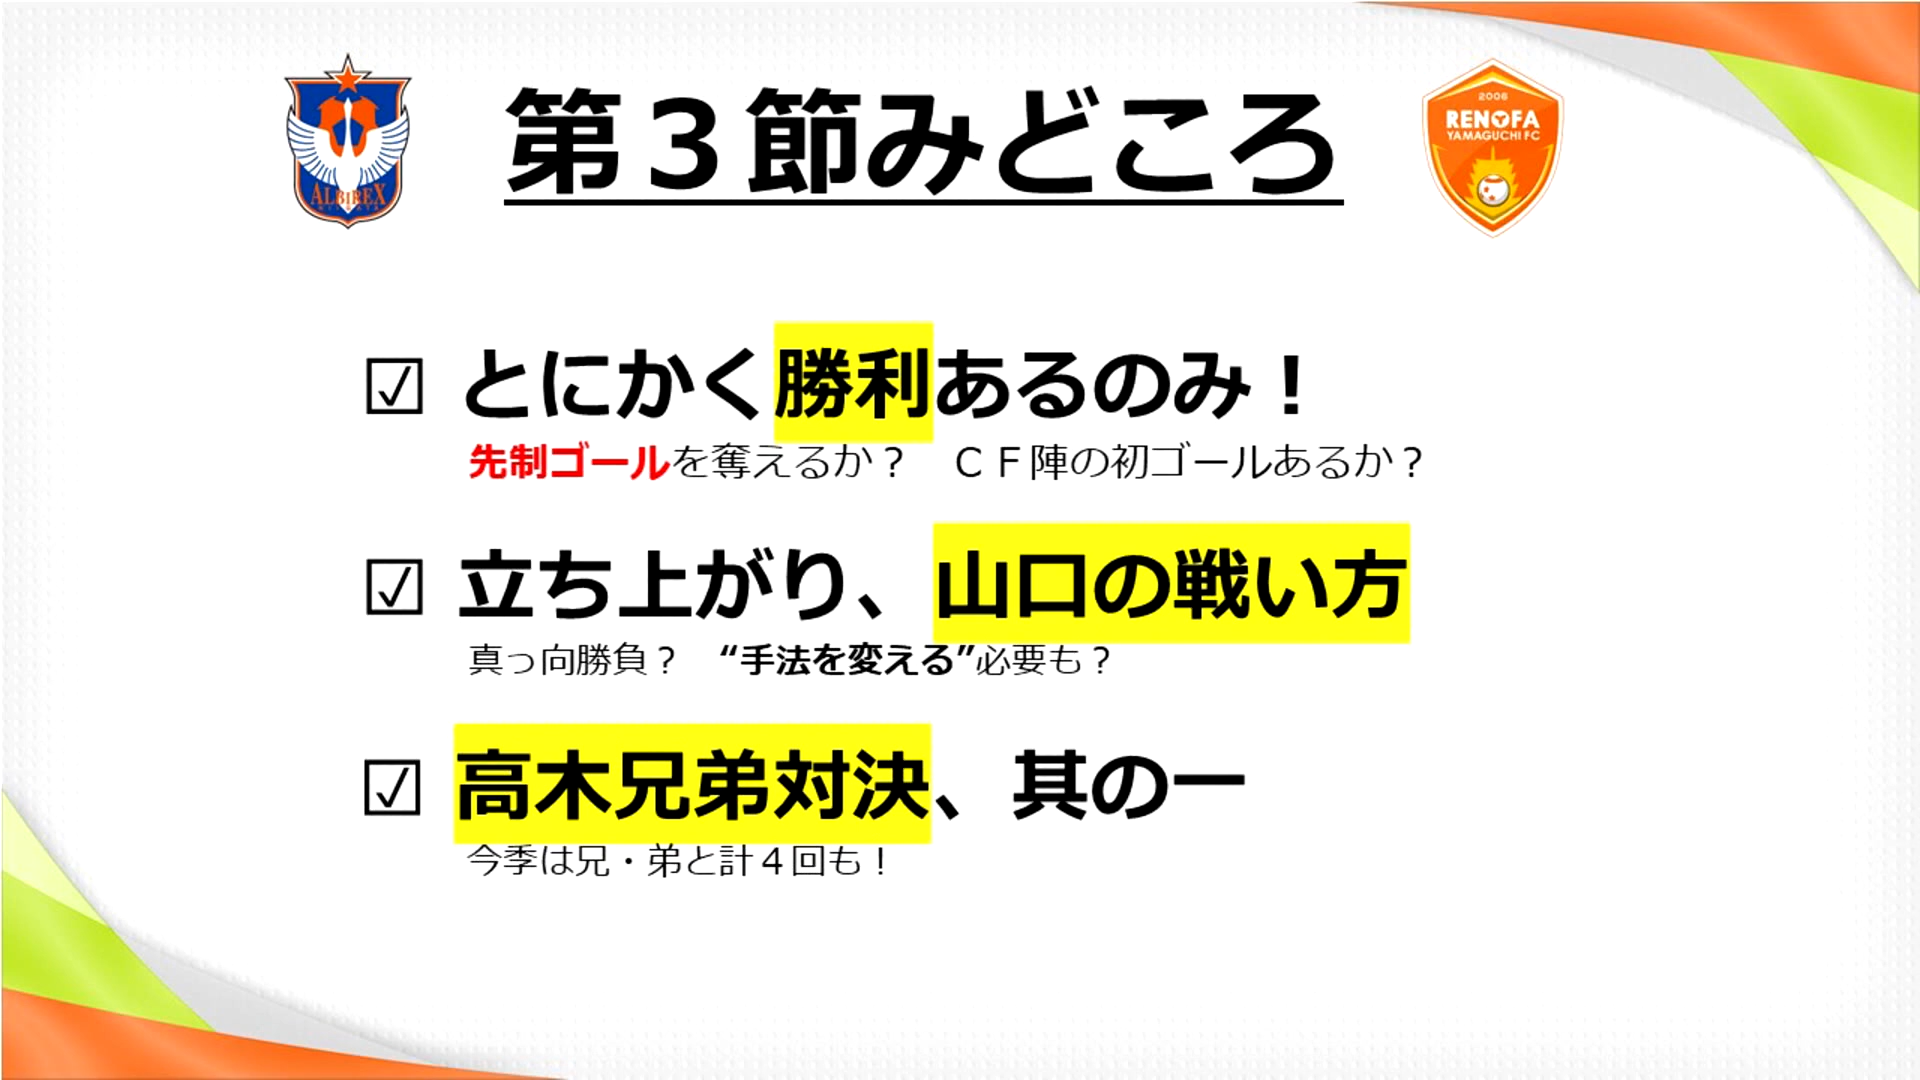 第３節みどころ
ALBIREX
2006
RENOFA
YAMAGUCHI FC
☑ とにかく勝利あるのみ！
先制ゴールを奪えるか？　ＣＦ陣の初ゴールあるか？
☑ 立ち上がり、山口の戦い方
真っ向勝負？　“手法を変える”必要も？
☑ 高木兄弟対決、其の一
今季は兄・弟と計４回も！